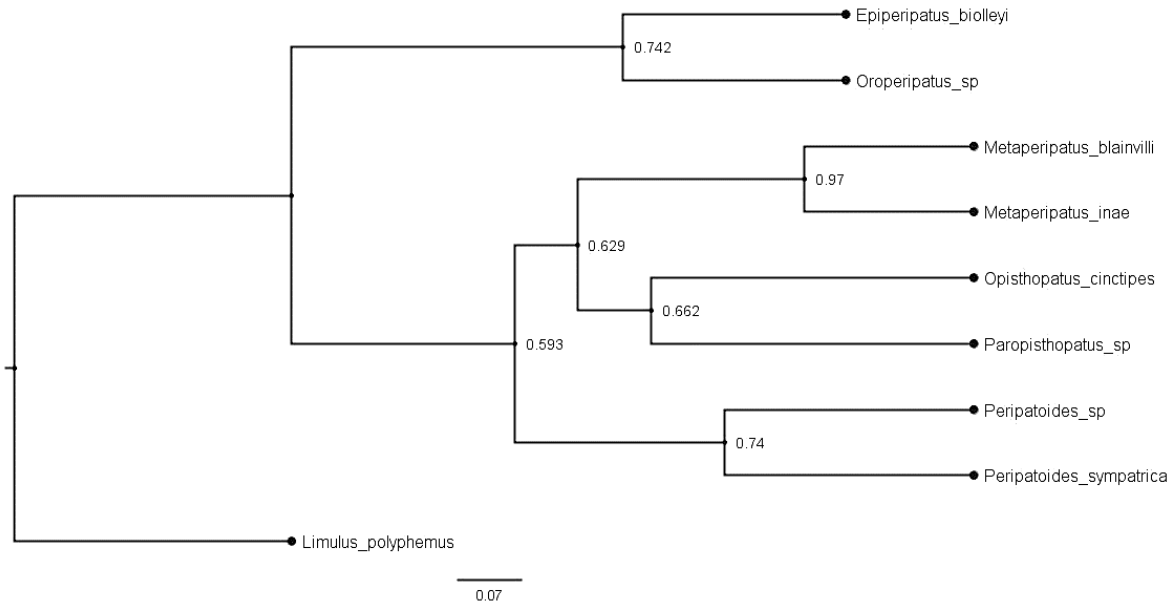 Epiperipatus_biolleyi
0.742
Oroperipatus_sp
Metaperipatus_blainvilli
0.97
Metaperipatus_inae
0.629
Opisthopatus_cinctipes
0.662
Paropisthopatus_sp
0.593
Peripatoides_sp
0.74
Peripatoides_sympatrica
Limulus_polyphemus
0.07